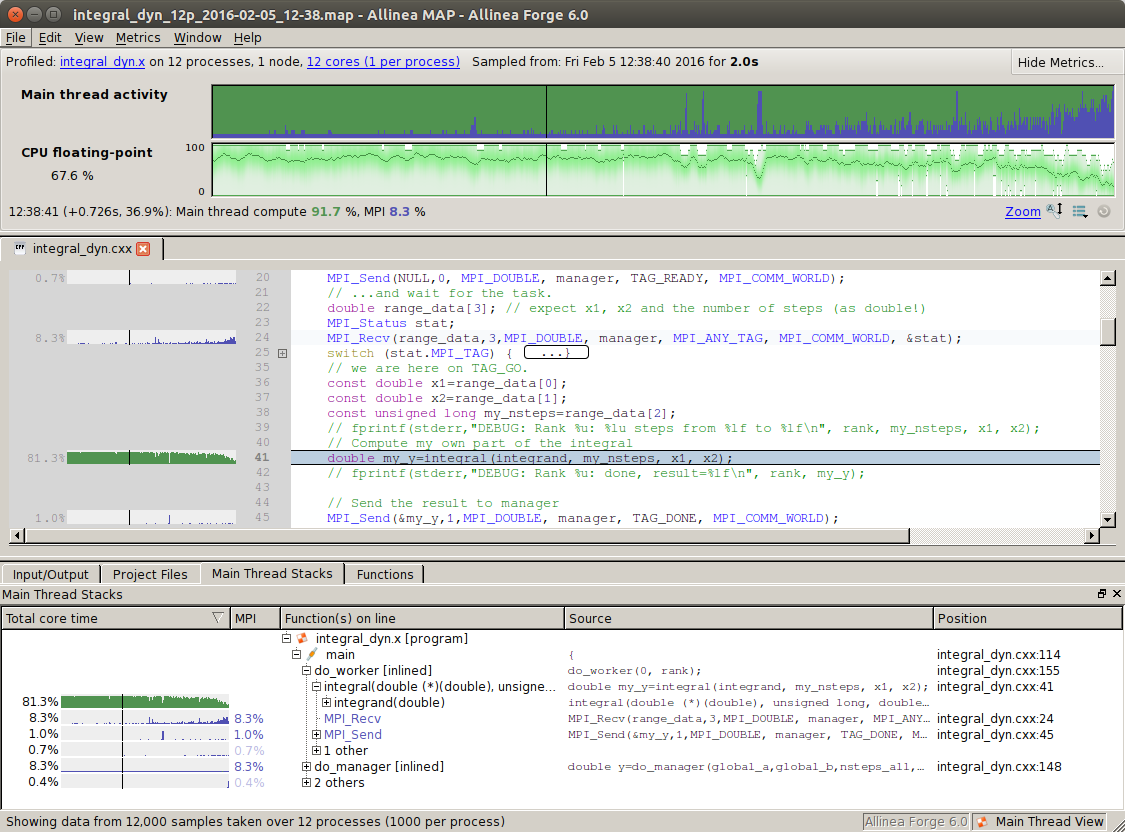 integral_dyn_12p_2016-02-05_12-38.map - Allinea MAP - Allinea Forge 6.0
File Edit View Metrics Window Help
Profiled: integral_dyn.x on 12 processes, 1 node, 12 cores (1 per process) Sampled from: Fri Feb 5 12:38:40 2016 for 2.0s Hide Metrics...
Main thread activity
CPU floating-point 100
67.6 %
0
12:38:41 (+0.726s, 36.9%): Main thread compute 91.7 %, MPI 8.3 % Zoom
integral_dyn.cxx
0.7% 20 MPI_Send(NULL,0, MPI_DOUBLE, manager, TAG_READY, MPI_COMM_WORLD);
21 // ...and wait for the task.
22 double range_data[3]; // expect x1, x2 and the number of steps (as double!)
23 MPI_Status stat;
8.3% 24 MPI_Recv(range_data,3,MPI_DOUBLE, manager, MPI_ANY_TAG, MPI_COMM_WORLD, &stat);
25 switch (stat.MPI_TAG) { ...}
35 // we are here on TAG_GO.
36 const double x1=range_data[0];
37 const double x2=range_data[1];
38 const unsigned long my_nsteps=range_data[2];
39 // fprintf(stderr,"DEBUG: Rank %u: %lu steps from %lf to %lf\n", rank, my_nsteps, x1, x2);
40 // Compute my own part of the integral
81.3% 41 double my_y=integral(integrand, my_nsteps, x1, x2);
42 // fprintf(stderr,"DEBUG: Rank %u: done, result=%lf\n", rank, my_y);
43
44 // Send the result to manager
1.0% 45 MPI_Send(&my_y,1,MPI_DOUBLE, manager, TAG_DONE, MPI_COMM_WORLD);
Input/Output Project Files Main Thread Stacks Functions
Main Thread Stacks
Total core time MPI Function(s) on line Source Position
integral_dyn.x [program]
main { integral_dyn.cxx:114
do_worker [inlined] do_worker(0, rank); integral_dyn.cxx:155
81.3% integral(double (*)(double), unsigne... double my_y=integral(integrand, my_nsteps, x1, x2); integral_dyn.cxx:41
integrand(double) integral(double (*)(double), unsigned long, double...
8.3% 8.3% MPI_Recv MPI_Recv(range_data,3,MPI_DOUBLE, manager, MPI_ANY... integral_dyn.cxx:24
1.0% 1.0% MPI_Send MPI_Send(&my_y,1,MPI_DOUBLE, manager, TAG_DONE, M... integral_dyn.cxx:45
0.7% 0.7% 1 other
8.3% 8.3% do_manager [inlined] double y=do_manager(global_a,global_b,nsteps_all,... integral_dyn.cxx:148
0.4% 0.4% 2 others
Showing data from 12,000 samples taken over 12 processes (1000 per process) Allinea Forge 6.0 Main Thread View